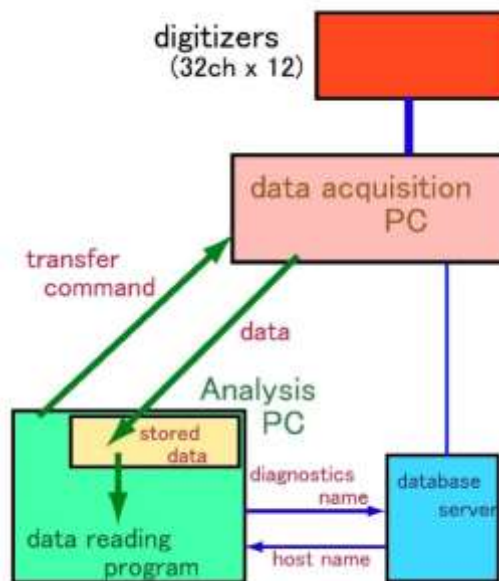 digitizers
(32ch x 12)
data acquisition
PC
transfer
command
data
Analysis
PC
stored
data
diagnostics
name
database
server
data reading
program
host name